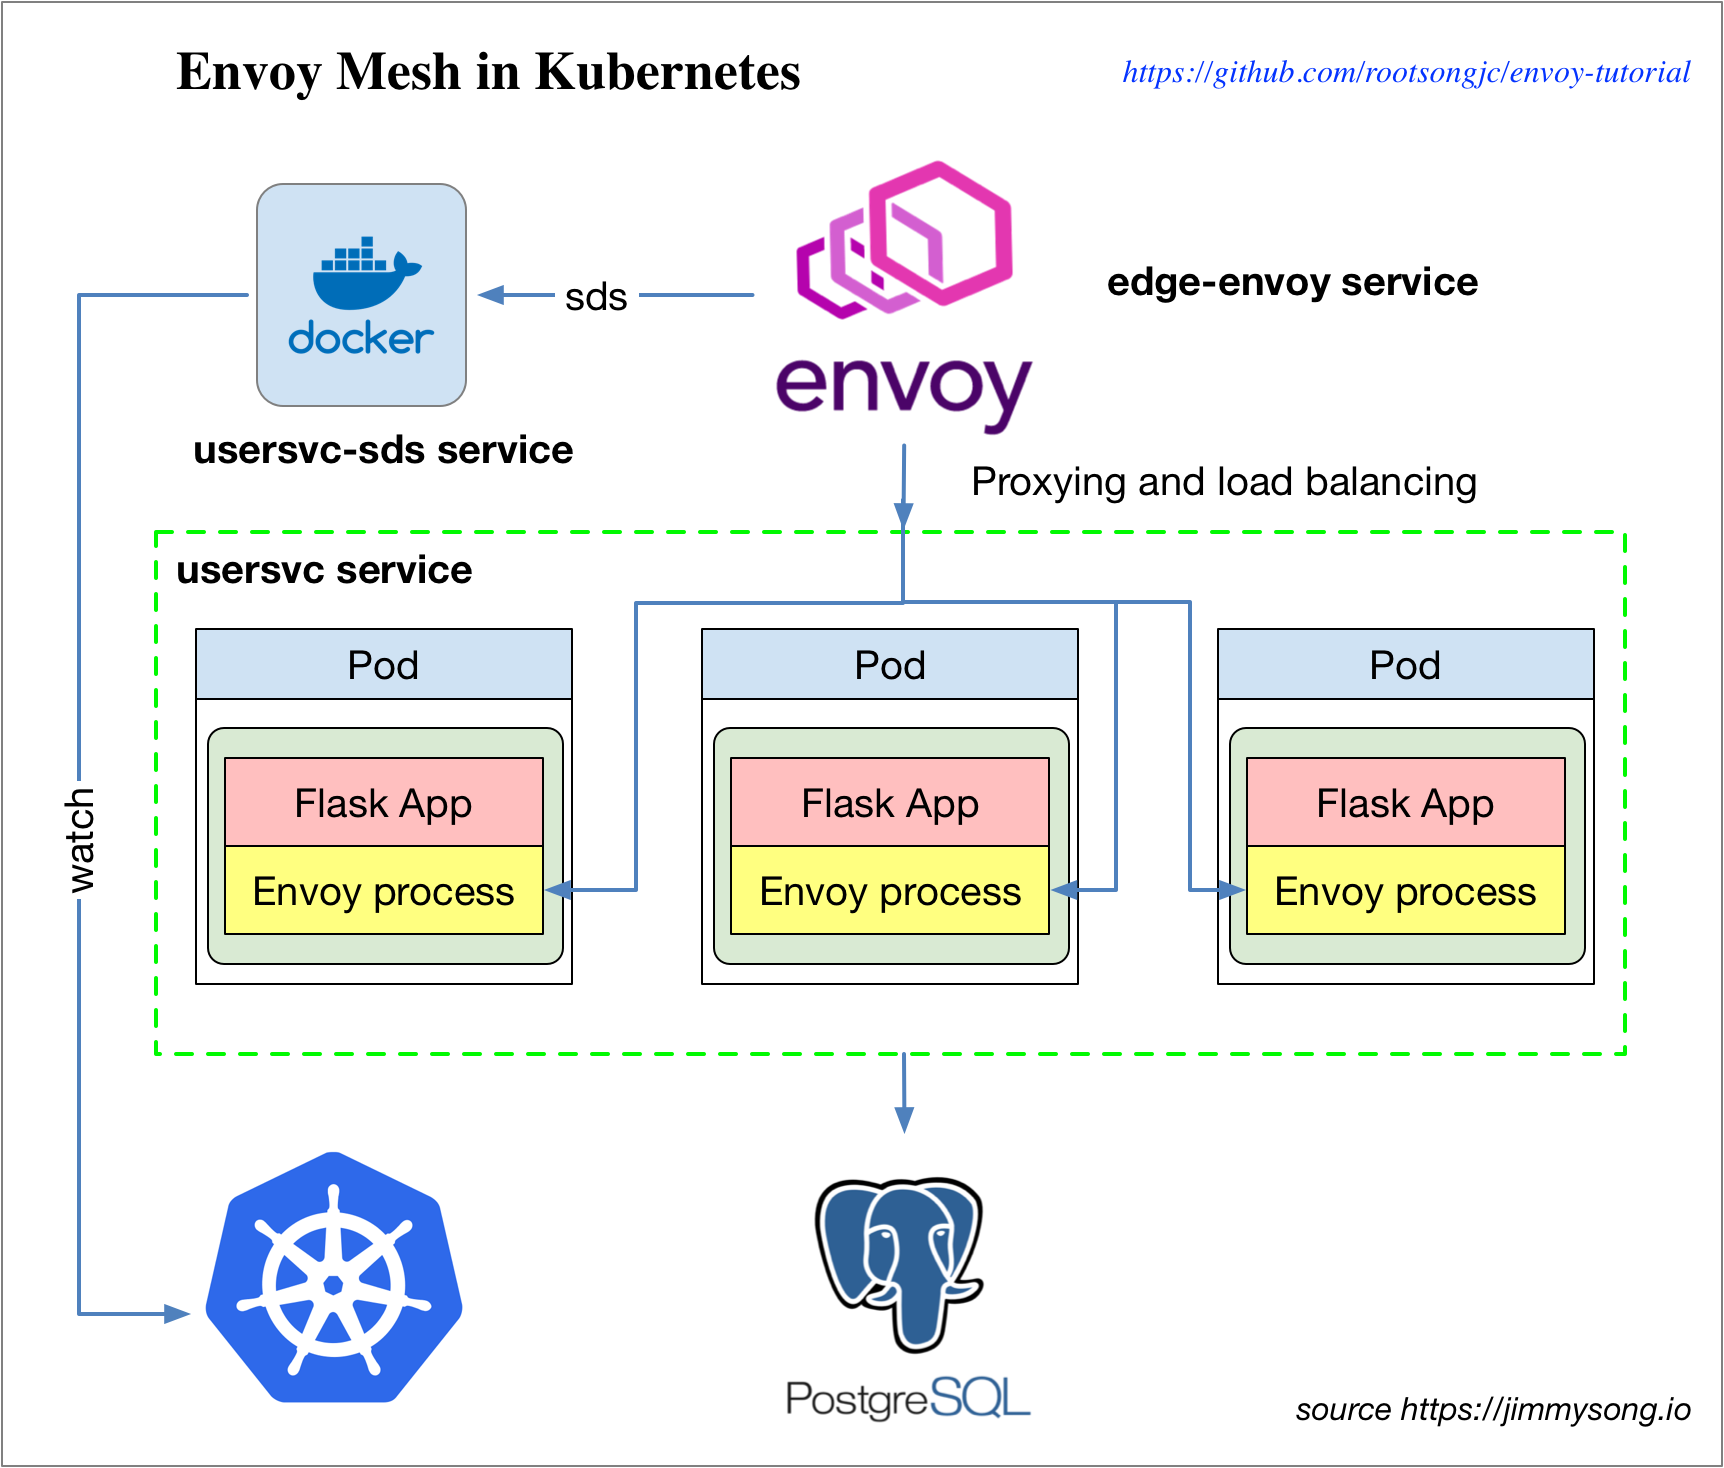 Envoy Mesh in Kubernetes
https://github.com/rootsongjc/envoy-tutorial
docker
sds
envoy
edge-envoy service
usersvc-sds service
Proxying and load balancing
usersvc service
Pod
Pod
Pod
Flask App
Flask App
Flask App
Envoy process
Envoy process
Envoy process
watch
PostgreSQL
source https://jimmysong.io